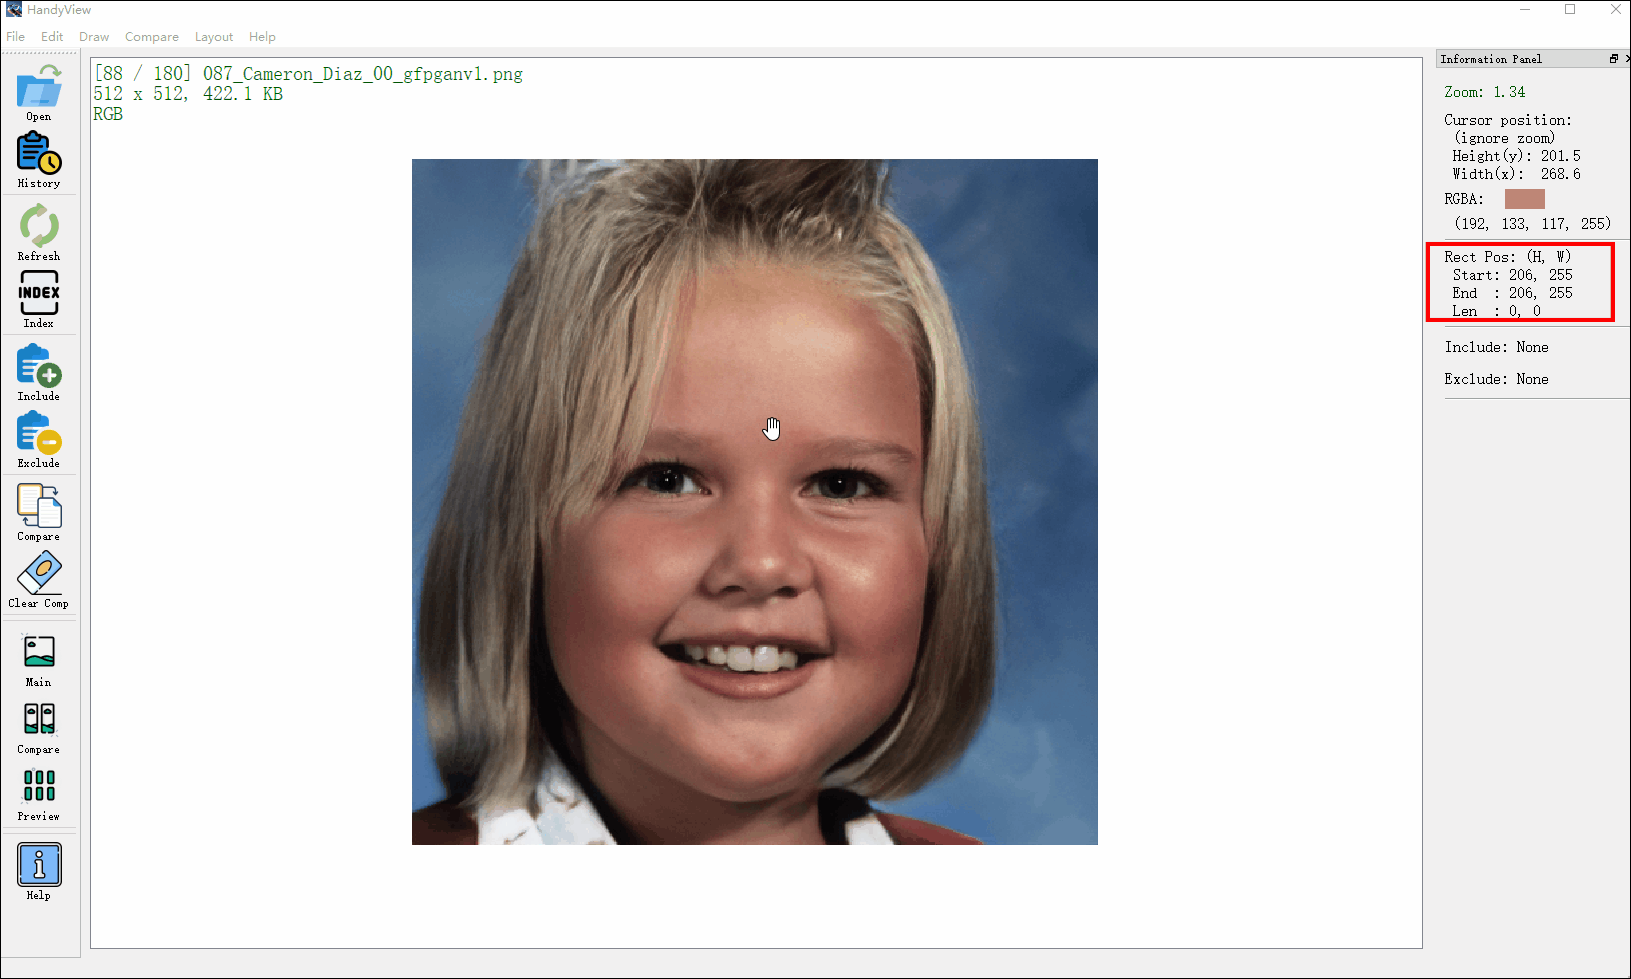 HandyView
File Edit Draw Compare Layout Help
Open
History
Refresh
INDEX
Index
Include
Exclude
Compare
Clear Comp
Main
Compare
Preview
i
Help
[88 / 180] 087_Cameron_Diaz_00_gfpganv1.png
512 x 512, 422.1 KB
RGB
Information Panel
Zoom: 1.34
Cursor position:
(ignore zoom)
Height(y): 201.5
Width(x): 268.6
RGBA:
(192, 133, 117, 255)
Rect Pos: (H, W)
Start: 206, 255
End : 206, 255
Len : 0, 0
Include: None
Exclude: None